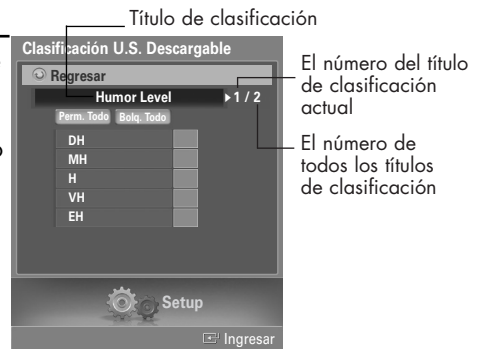 Título de clasificación
Clasificación U.S. Descargable
Regresar
Humor Level
1 / 2
Perm. Todo
Bolq. Todo
DH
MH
H
VH
EH
Setup
Ingresar
El número del título
de clasificación
actual
El número de
todos los títulos
de clasificación